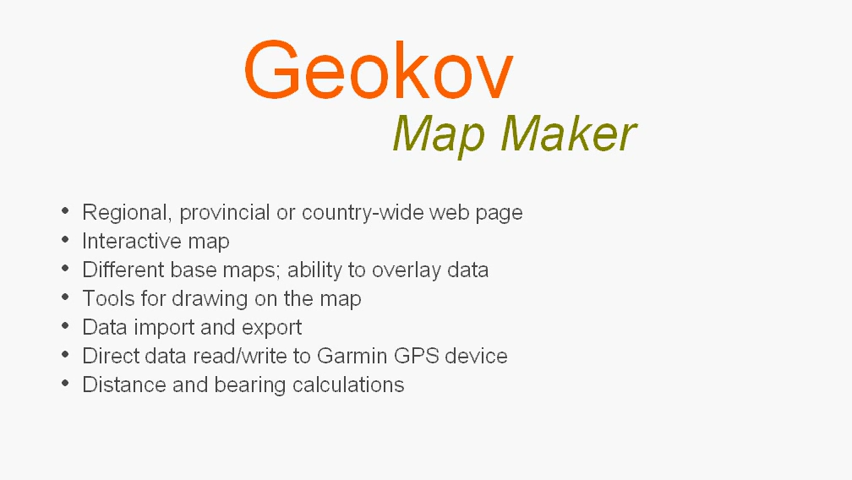 Geokov
Map Maker
• Regional, provincial or country-wide web page
• Interactive map
• Different base maps; ability to overlay data
• Tools for drawing on the map
• Data import and export
• Direct data read/write to Garmin GPS device
• Distance and bearing calculations